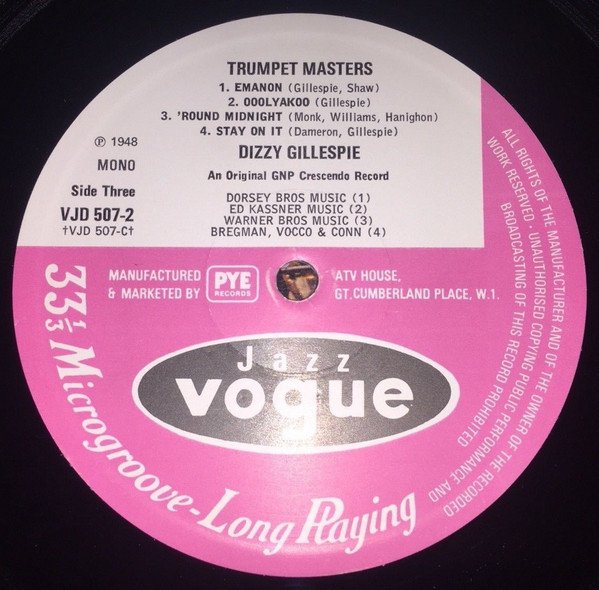 TRUMPET MASTERS
1. EMANON (Gillespie, Shaw)
2. OOOLYAKOO (Gillespie)
3. 'ROUND MIDNIGHT (Monk, Williams, Hanighon)
4. STAY ON IT (Dameron, Gillespie)
DIZZY GILLESPIE
An Original GNP Crescendo Record
DORSEY BROS MUSIC (1)
ED KASSNER MUSIC (2)
WARNER BROS MUSIC (3)
BREGMAN, VOCCO & CONN (4)
℗ 1948
MONO
Side Three
VJD 507-2
†VJD 507-C†
MANUFACTURED
& MARKETED BY
PYE
RECORDS
ATV HOUSE,
GT. CUMBERLAND PLACE, W.1.
Jazz
vogue
33⅓ Microgroove-Long Playing
ALL RIGHTS OF THE MANUFACTURER AND OF THE OWNER OF THE RECORDED
WORK RESERVED · UNAUTHORISED COPYING PUBLIC PERFORMANCE AND
BROADCASTING OF THIS RECORD PROHIBITED